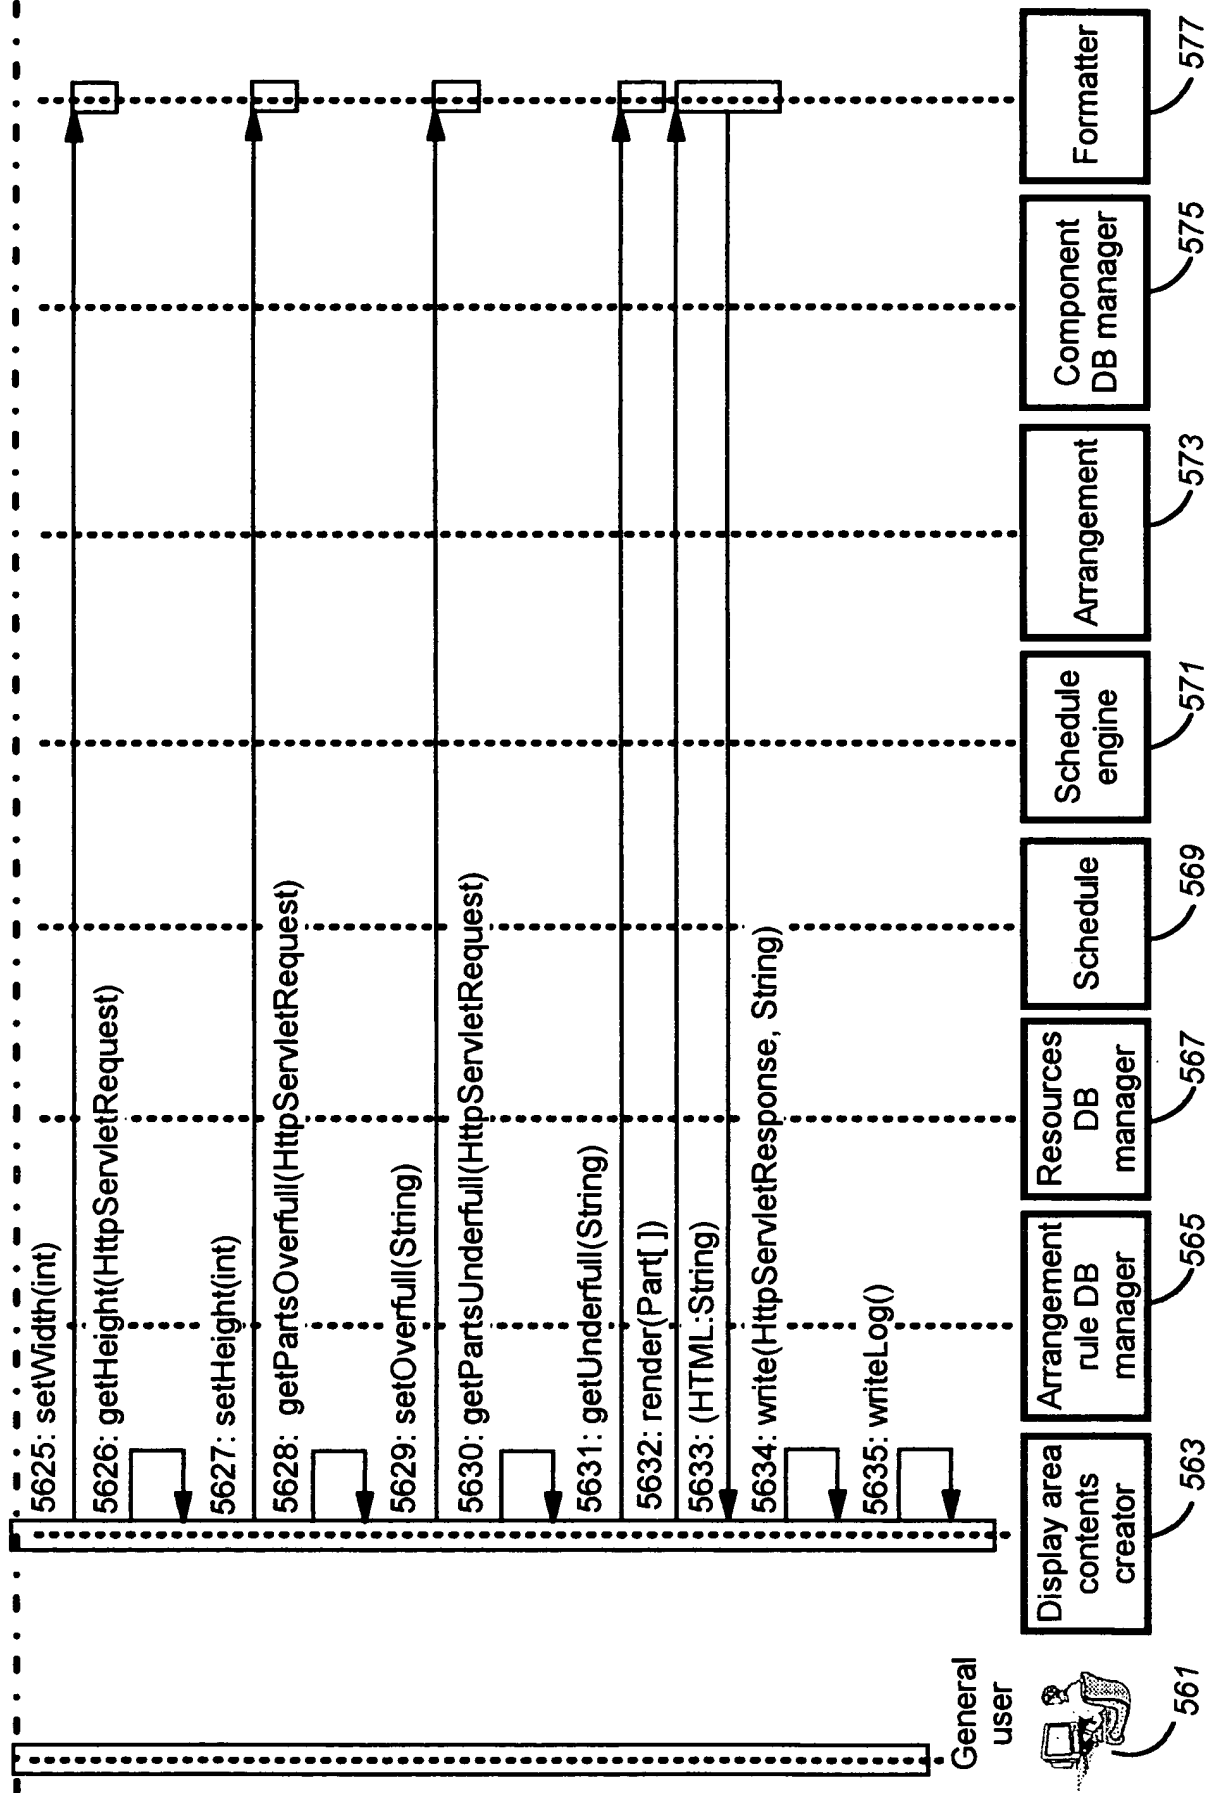 5625: setWidth(int)
5626: getHeight(HttpServletRequest)
5627: setHeight(int)
5628: getPartsOverfull(HttpServletRequest)
5629: setOverfull(String)
5630: getPartsUnderfull(HttpServletRequest)
5631: getUnderfull(String)
5632: render(Part[ ])
5633: (HTML:String)
5634: write(HttpServletResponse, String)
5635: writeLog()
General
user
561
Display area
contents
creator
563
Arrangement
rule DB
manager
565
Resources
DB
manager
567
Schedule
569
Schedule
engine
571
Arrangement
573
Component
DB manager
575
Formatter
577